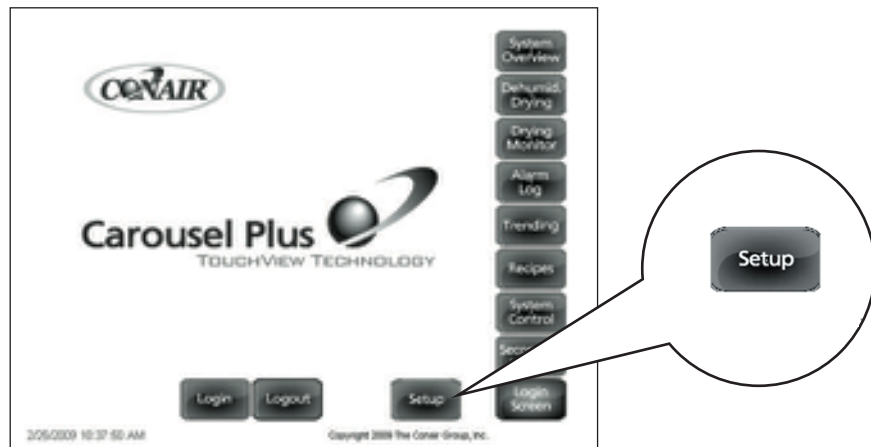 CONAIR
Carousel Plus
TOUCHVIEW TECHNOLOGY
System
Overview
Dehumid.
Drying
Drying
Monitor
Alarm
Log
Trending
Recipes
System
Control
Login
Screen
Login
Logout
Setup
Setup
2/26/2009 10:37:50 AM
Copyright 2009 The Conair Group, Inc.